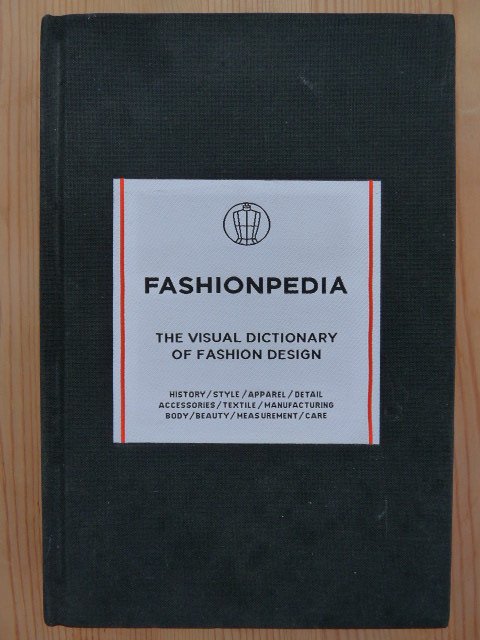 FASHIONPEDIA
THE VISUAL DICTIONARY
OF FASHION DESIGN
HISTORY/STYLE/APPAREL/DETAIL
ACCESSORIES/TEXTILE/MANUFACTURING
BODY/BEAUTY/MEASUREMENT/CARE